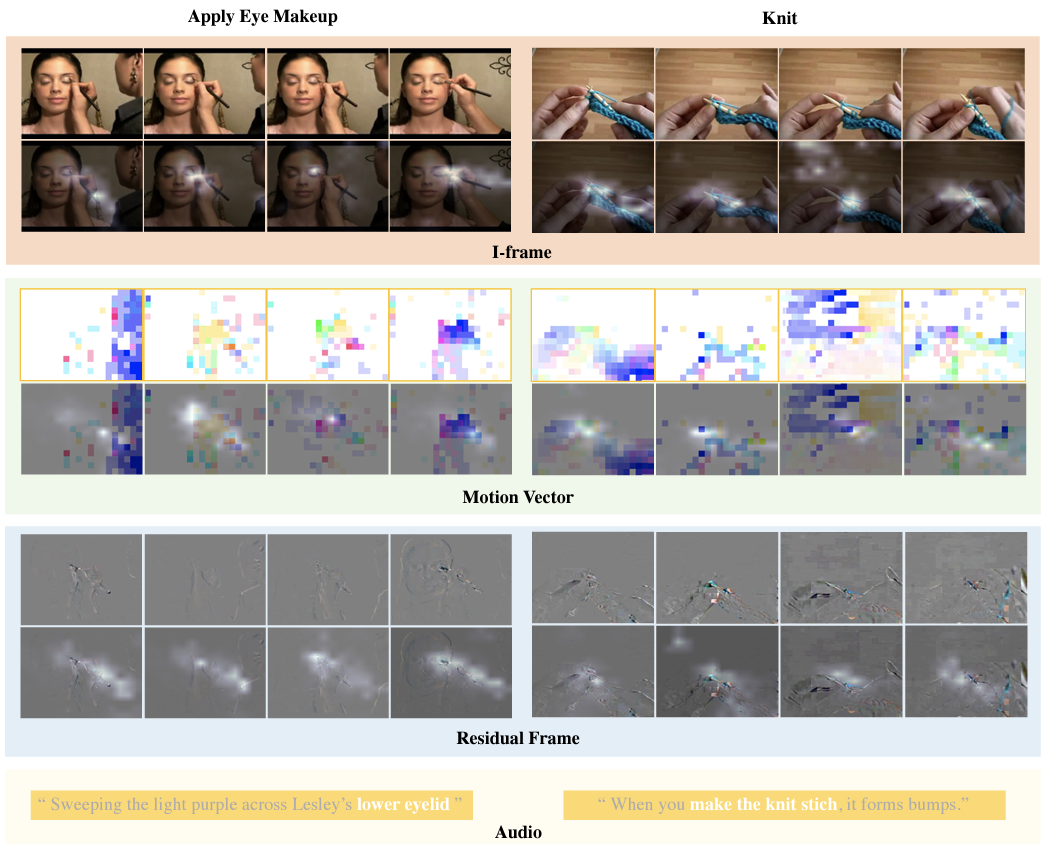 Apply Eye Makeup
Knit
I-frame
Motion Vector
Residual Frame
“ Sweeping the light purple across Lesley’s lower eyelid ”
“ When you make the knit stich, it forms bumps.”
Audio